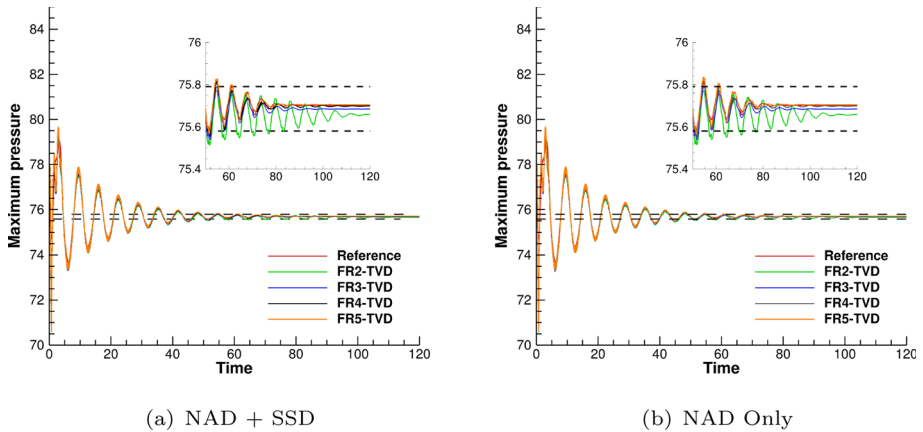 84
82
80
78
76
74
72
70
0
20
40
60
80
100
120
Maximum pressure
Time
76
75.8
75.6
75.4
60
80
100
120
Reference
FR2-TVD
FR3-TVD
FR4-TVD
FR5-TVD
(a) NAD + SSD
84
82
80
78
76
74
72
70
0
20
40
60
80
100
120
Maximum pressure
Time
76
75.8
75.6
75.4
60
80
100
120
Reference
FR2-TVD
FR3-TVD
FR4-TVD
FR5-TVD
(b) NAD Only